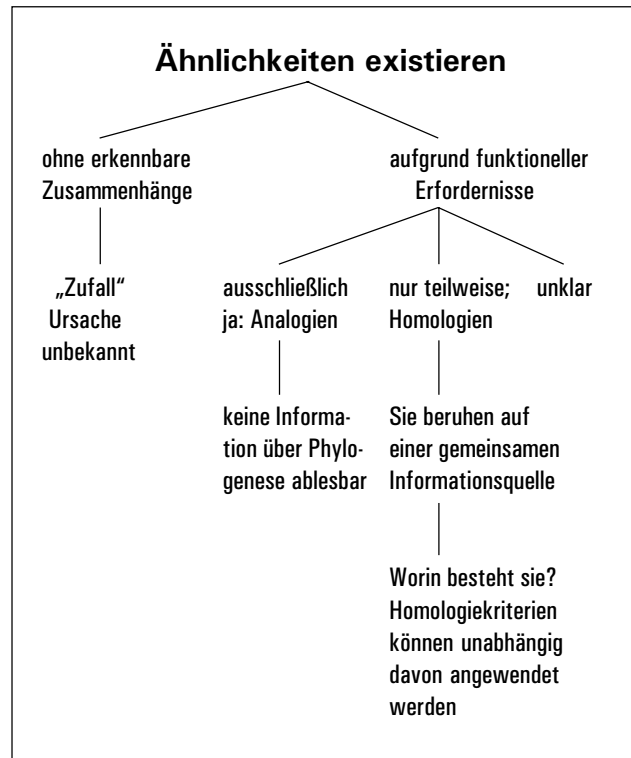 Ähnlichkeiten existieren
ohne erkennbare
Zusammenhänge
aufgrund funktioneller
Erfordernisse
„Zufall“
Ursache
unbekannt
ausschließlich
ja: Analogien
nur teilweise;
Homologien
unklar
keine Informa-
tion über Phylo-
genese ablesbar
Sie beruhen auf
einer gemeinsamen
Informationsquelle
Worin besteht sie?
Homologiekriterien
können unabhängig
davon angewendet
werden